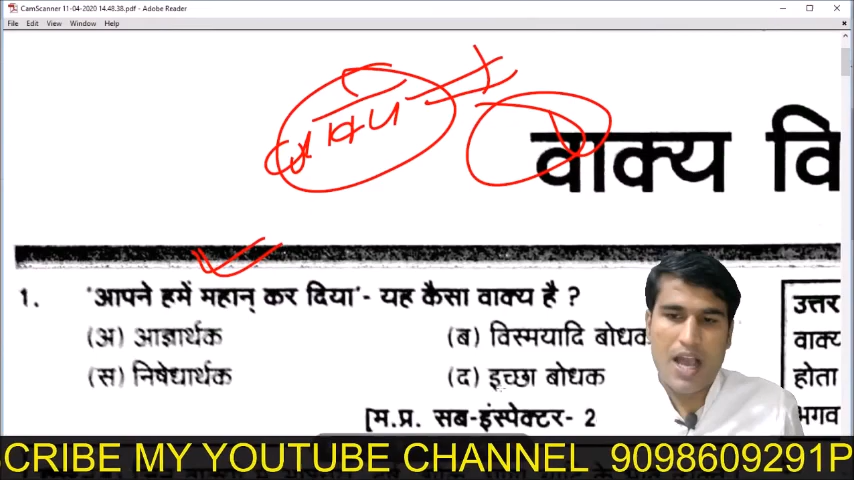 CamScanner 11-04-2020 14.48.38.pdf - Adobe Reader
File Edit View Window Help
वाक्य वि
1. 'आपने हमें महान् कर दिया'- यह कैसा वाक्य है ?
(अ) आज्ञार्थक (ब) विस्मयादि बोधक
(स) निषेधार्थक (द) इच्छा बोधक
[म.प्र. सब-इंस्पेक्टर- 2
उत्तर
वाक्य
होता
भगव
SCRIBE MY YOUTUBE CHANNEL 9098609291P